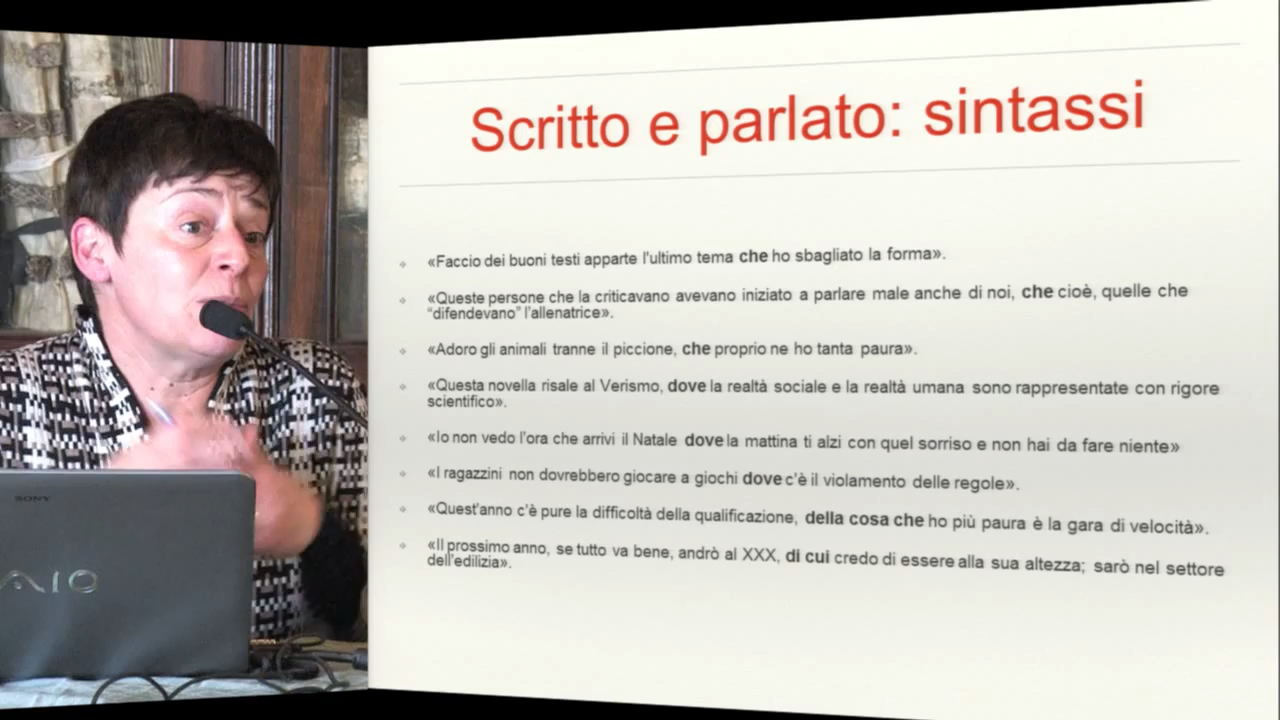 Scritto e parlato: sintassi
«Faccio dei buoni testi apparte l'ultimo tema che ho sbagliato la forma».
«Queste persone che la criticavano avevano iniziato a parlare male anche di noi, che cioè, quelle che
“difendevano” l'allenatrice».
«Adoro gli animali tranne il piccione, che proprio ne ho tanta paura».
«Questa novella risale al Verismo, dove la realtà sociale e la realtà umana sono rappresentate con rigore
scientifico».
«Io non vedo l'ora che arrivi il Natale dove la mattina ti alzi con quel sorriso e non hai da fare niente»
«I ragazzini non dovrebbero giocare a giochi dove c'è il violamento delle regole».
«Quest'anno c'è pure la difficoltà della qualificazione, della cosa che ho più paura è la gara di velocità».
«Il prossimo anno, se tutto va bene, andrò al XXX, di cui credo di essere alla sua altezza; sarò nel settore
dell'edilizia».
SONY
VAIO